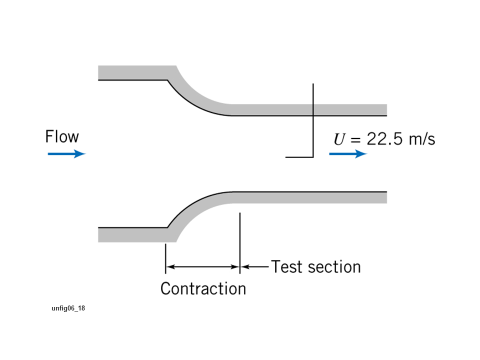 Flow
U = 22.5 m/s
Test section
Contraction
unfig06_18